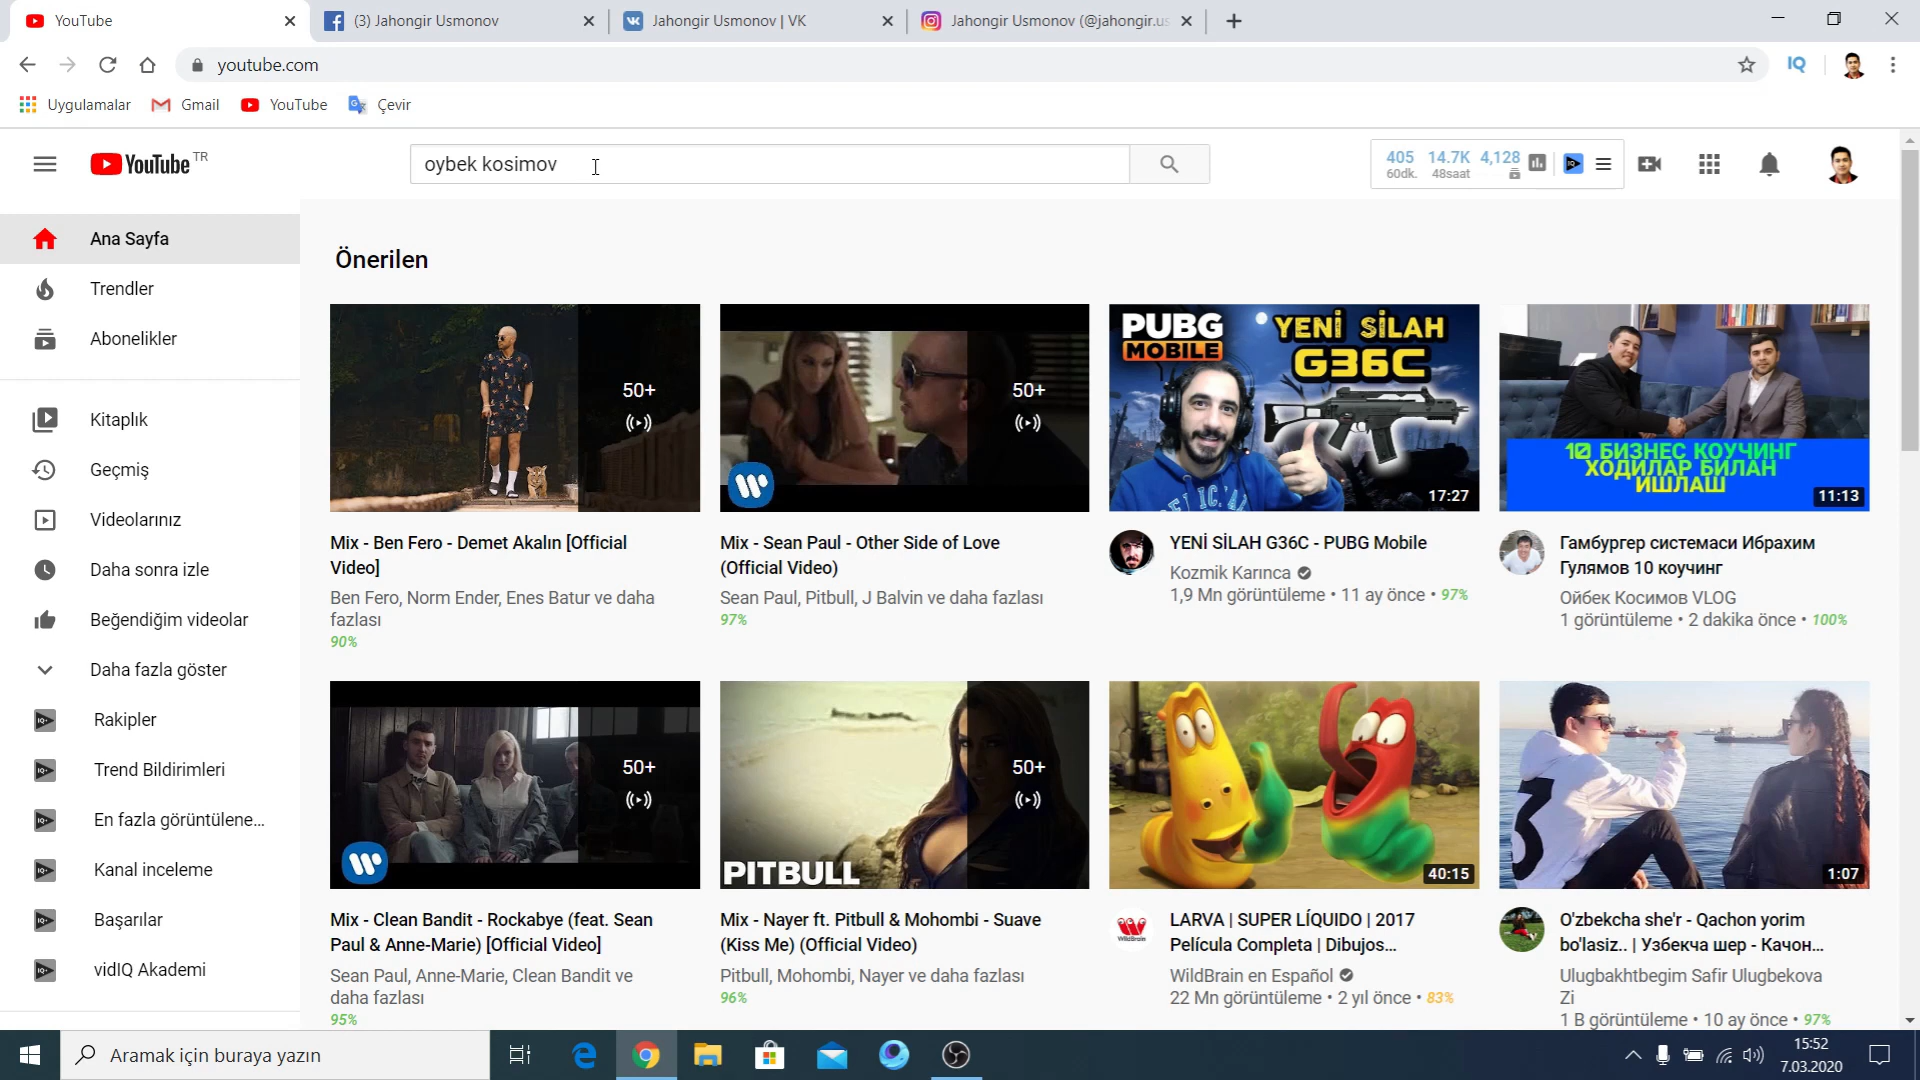 YouTube
(3) Jahongir Usmonov
Jahongir Usmonov | VK
Jahongir Usmonov (@jahongir.us
youtube.com
IQ
Uygulamalar
Gmail
YouTube
Çevir
YouTube TR
oybek kosimov
405 14.7K 4,128
60dk. 48saat
Ana Sayfa
Trendler
Abonelikler
Kitaplık
Geçmiş
Videolarınız
Daha sonra izle
Beğendiğim videolar
Daha fazla göster
Rakipler
Trend Bildirimleri
En fazla görüntülene...
Kanal inceleme
Başarılar
vidIQ Akademi
Önerilen
50+
Mix - Ben Fero - Demet Akalın [Official
Video]
Ben Fero, Norm Ender, Enes Batur ve daha
fazlası
90%
50+
Mix - Sean Paul - Other Side of Love
(Official Video)
Sean Paul, Pitbull, J Balvin ve daha fazlası
97%
PUBG
MOBILE
YENİ SİLAH
G36C
17:27
YENİ SİLAH G36C - PUBG Mobile
Kozmik Karınca
1,9 Mn görüntüleme • 11 ay önce • 97%
10 БИЗНЕС КОУЧИНГ
ХОДИЛАР БИЛАН
ИШЛАШ
11:13
Гамбургер системаси Ибрахим
Гулямов 10 коучинг
Ойбек Косимов VLOG
1 görüntüleme • 2 dakika önce • 100%
50+
Mix - Clean Bandit - Rockabye (feat. Sean
Paul & Anne-Marie) [Official Video]
Sean Paul, Anne-Marie, Clean Bandit ve
daha fazlası
95%
50+
PITBULL
Mix - Nayer ft. Pitbull & Mohombi - Suave
(Kiss Me) (Official Video)
Pitbull, Mohombi, Nayer ve daha fazlası
96%
40:15
WildBrain
LARVA | SUPER LÍQUIDO | 2017
Película Completa | Dibujos...
WildBrain en Español
22 Mn görüntüleme • 2 yıl önce • 83%
3
1:07
O'zbekcha she'r - Qachon yorim
bo'lasiz.. | Узбекча шер - Качон...
Ulugbakhtbegim Safir Ulugbekova
Zi
1 B görüntüleme • 10 ay önce • 97%
Aramak için buraya yazın
15:52
7.03.2020